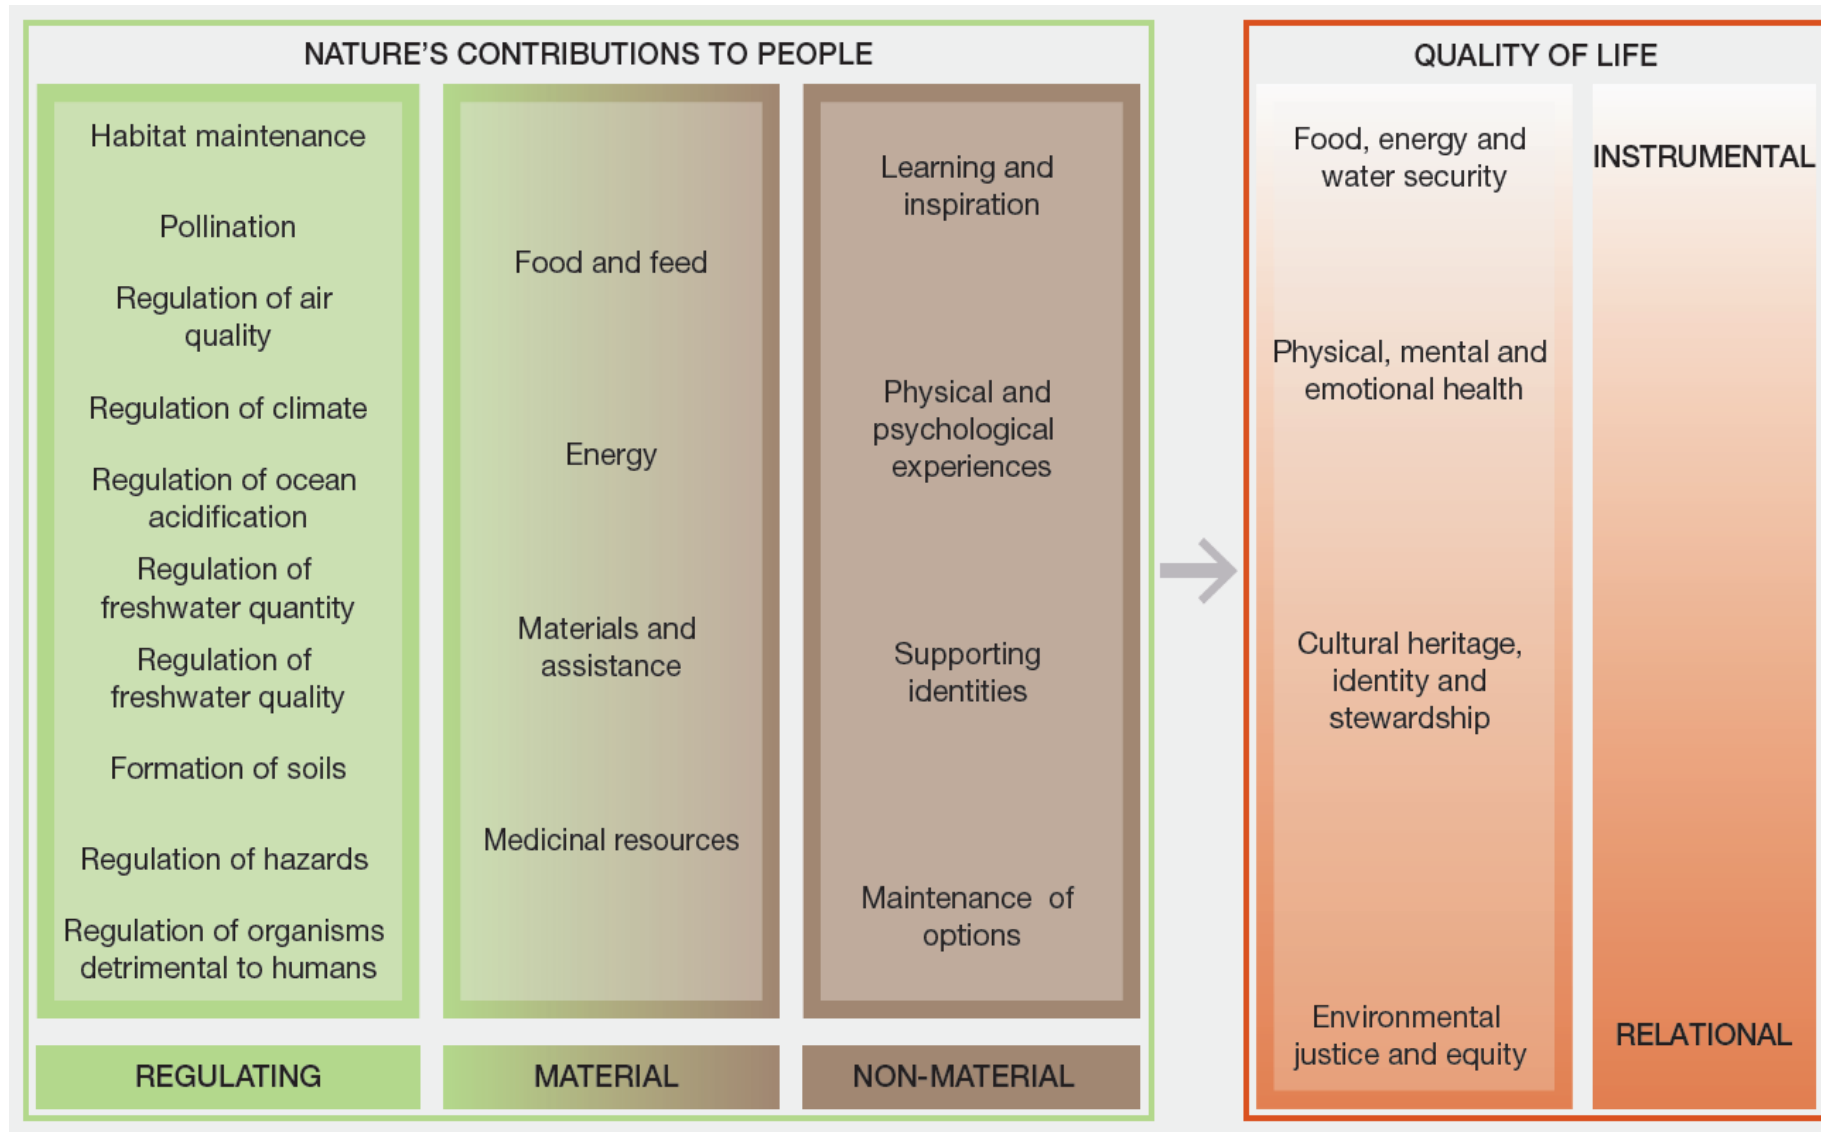 NATURE'S CONTRIBUTIONS TO PEOPLE
Habitat maintenance
Pollination
Regulation of air
quality
Regulation of climate
Regulation of ocean
acidification
Regulation of
freshwater quantity
Regulation of
freshwater quality
Formation of soils
Regulation of hazards
Regulation of organisms
detrimental to humans
REGULATING
Food and feed
Energy
Materials and
assistance
Medicinal resources
MATERIAL
Learning and
inspiration
Physical and
psychological
experiences
Supporting
identities
Maintenance of
options
NON-MATERIAL
QUALITY OF LIFE
Food, energy and
water security
Physical, mental and
emotional health
Cultural heritage,
identity and
stewardship
Environmental
justice and equity
INSTRUMENTAL
RELATIONAL